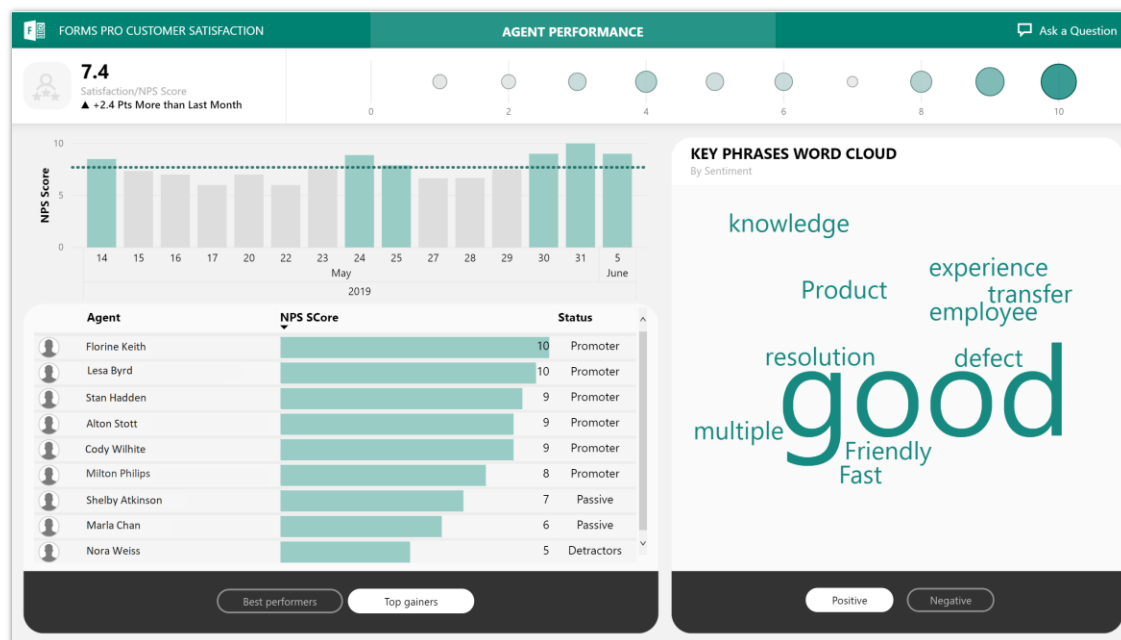 FORMS PRO CUSTOMER SATISFACTION
AGENT PERFORMANCE
Ask a Question
7.4
Satisfaction/NPS Score
▲ +2.4 Pts More than Last Month
0 2 4 6 8 10
10
5
0
NPS Score
14 15 16 17 20 22 23 24 25 27 28 29 30 31 5
May June
2019
Agent NPS SCore Status
Florine Keith 10 Promoter
Lesa Byrd 10 Promoter
Stan Hadden 9 Promoter
Alton Stott 9 Promoter
Cody Wilhite 9 Promoter
Milton Philips 8 Promoter
Shelby Atkinson 7 Passive
Marla Chan 6 Passive
Nora Weiss 5 Detractors
Best performers Top gainers
KEY PHRASES WORD CLOUD
By Sentiment
knowledge
experience
Product
transfer
employee
resolution
defect
good
multiple
Friendly
Fast
Positive Negative